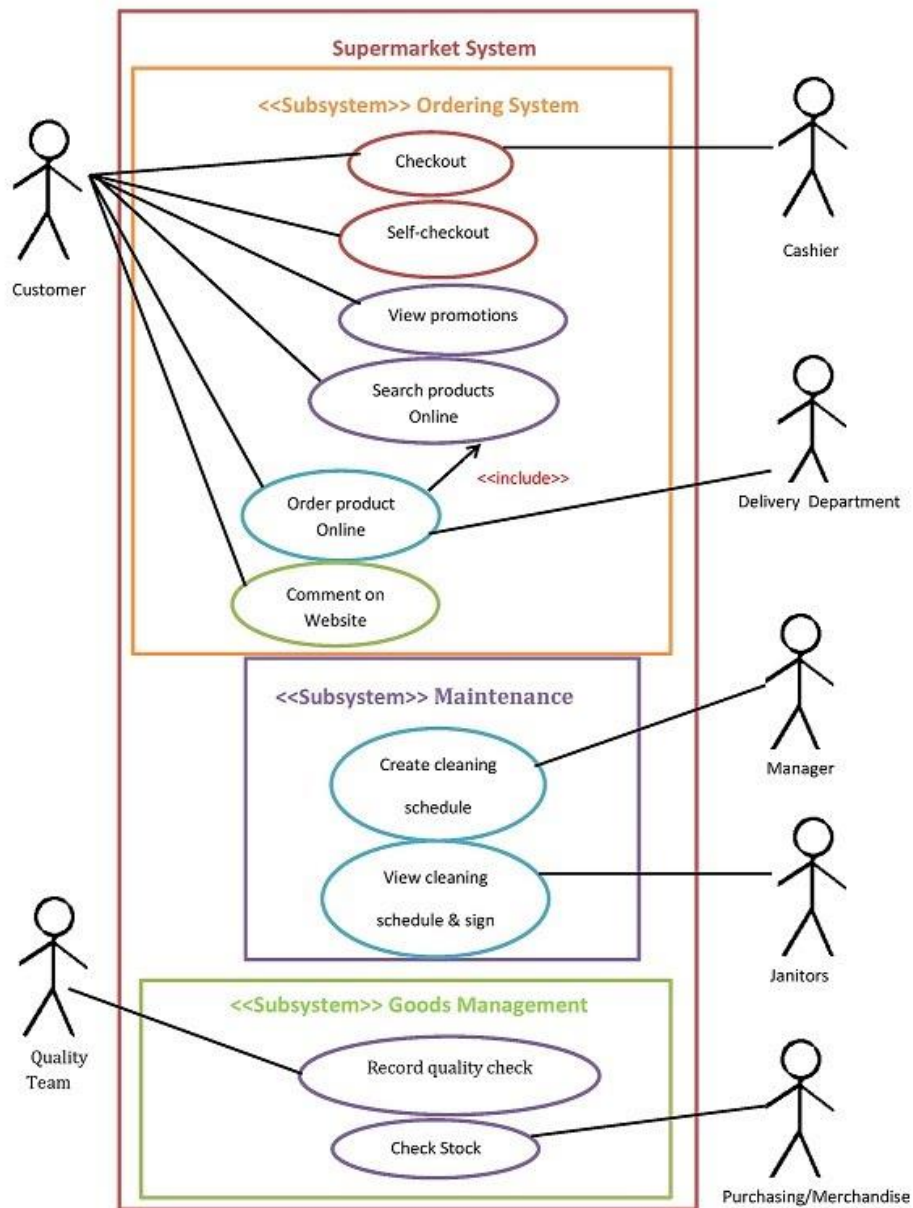 Supermarket System
<<Subsystem>> Ordering System
Checkout
Cashier
Self-checkout
Customer
View promotions
Search products
Online
<<include>>
Order product
Online
Delivery Department
Comment on
Website
<<Subsystem>> Maintenance
Create cleaning
schedule
Manager
View cleaning
schedule & sign
Janitors
<<Subsystem>> Goods Management
Quality
Team
Record quality check
Check Stock
Purchasing/Merchandise